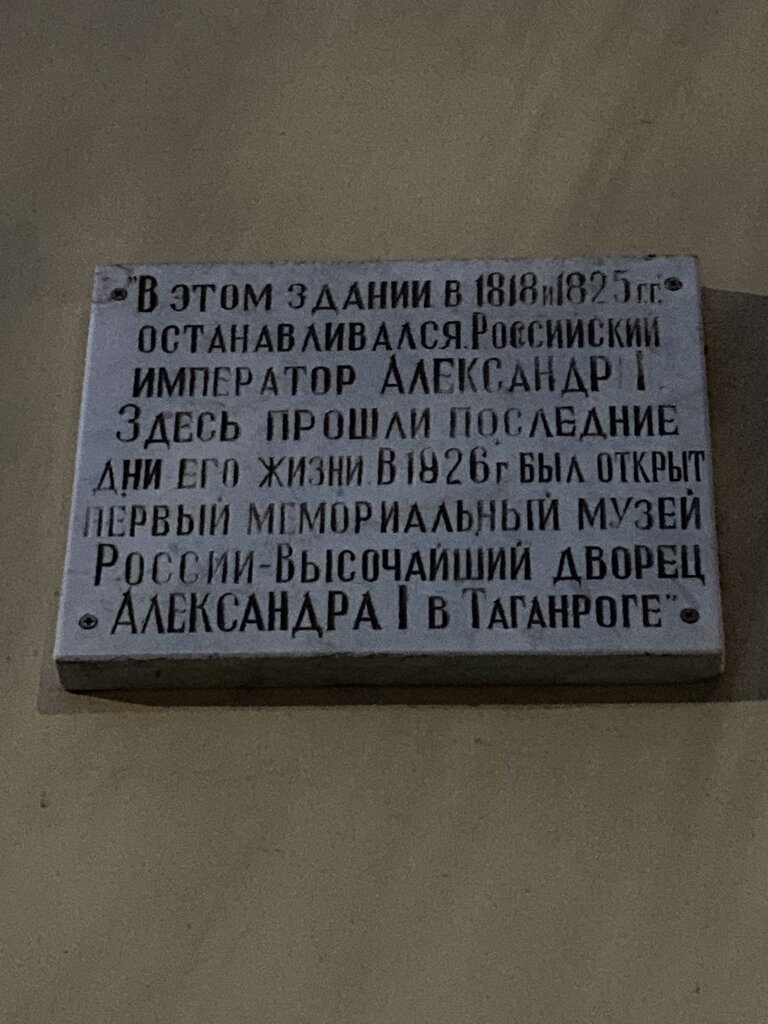 "В этом здании в 1818 и 1825 гг.
останавливался Российский
император Александр I.
Здесь прошли последние
дни его жизни. В 1826 г. был открыт
первый мемориальный музей
России-Высочайший дворец
Александра I в Таганроге"